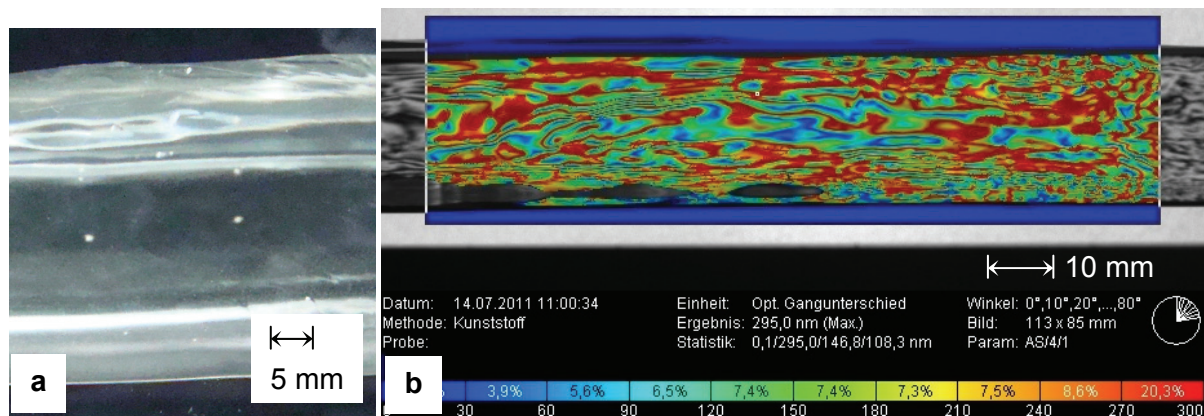 a
5 mm
b
10 mm
Datum: 14.07.2011 11:00:34
Methode: Kunststoff
Probe:
Einheit: Opt. Gangunterschied
Ergebnis: 295,0 nm (Max.)
Statistik: 0,1/295,0/146,8/108,3 nm
Winkel: 0°,10°,20°,...,80°
Bild: 113 x 85 mm
Param: AS/4/1
% 3,9% 5,6% 6,5% 7,4% 7,4% 7,3% 7,5% 8,6% 20,3%
30 60 90 120 150 180 210 240 270 300